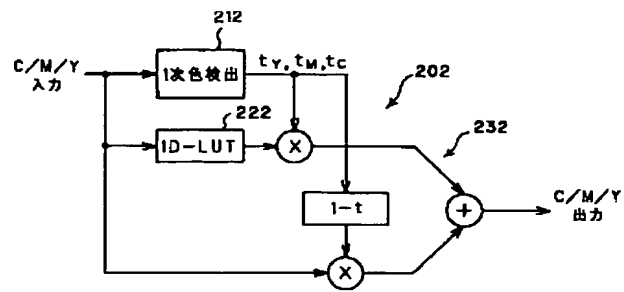 212
C/M/Y
入力
1次色検出
tY,tM,tC
202
222
1D-LUT
×
232
1-t
+
C/M/Y
出力
×